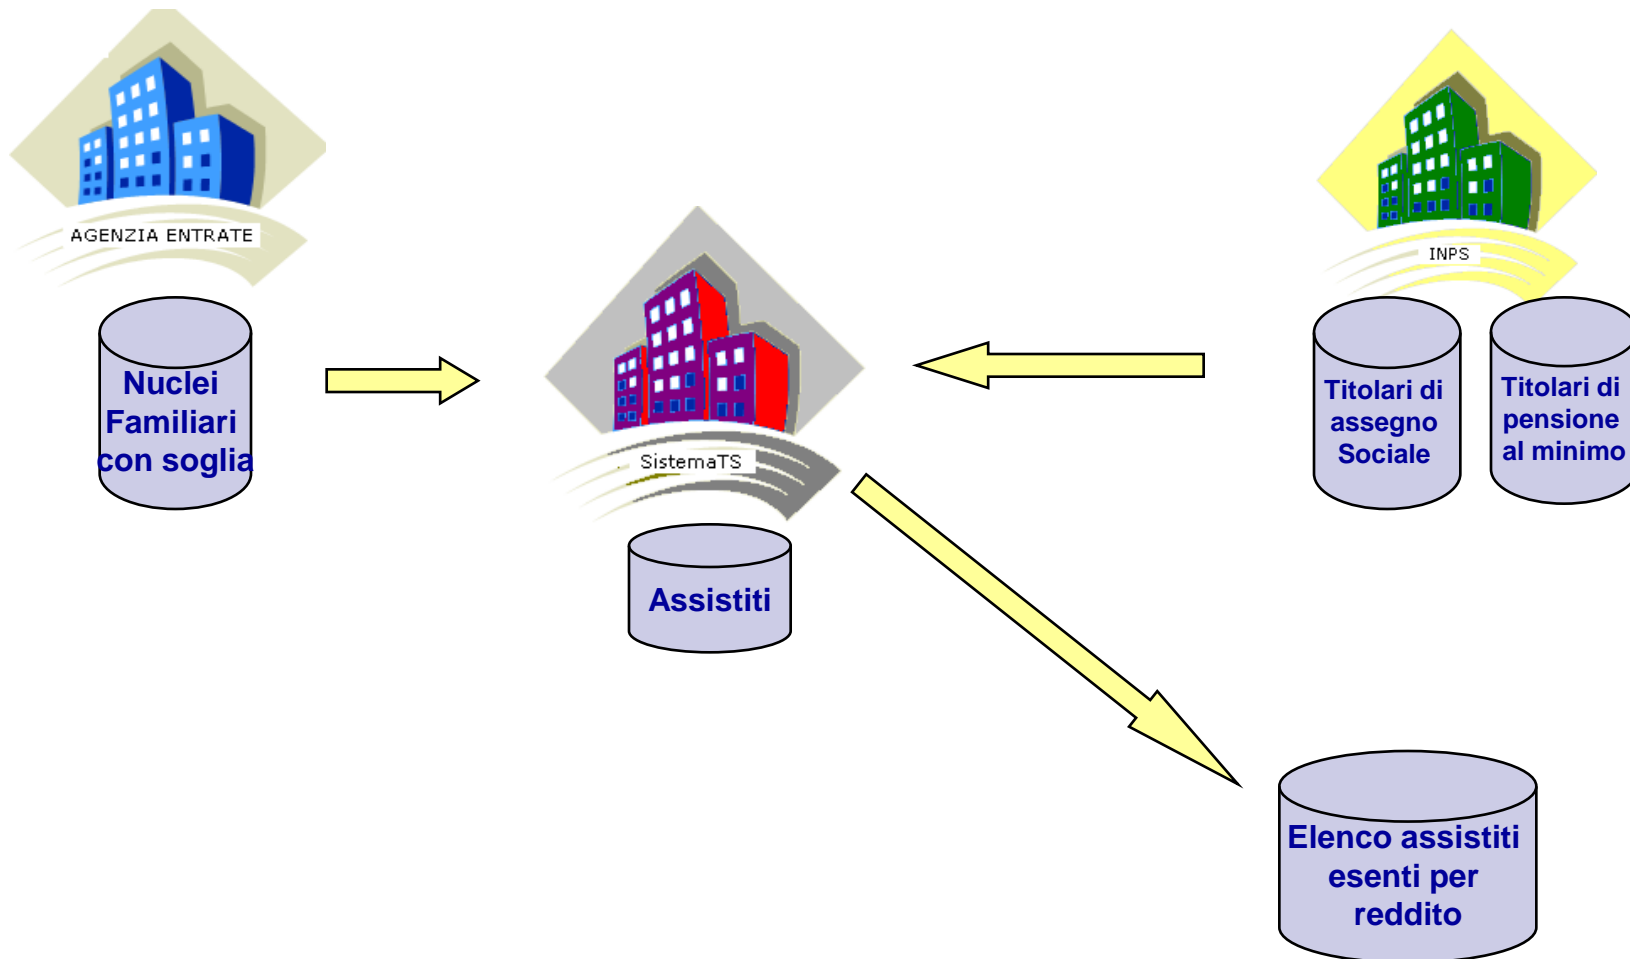 AGENZIA ENTRATE
Nuclei
Familiari
con soglia
SistemaTS
Assistiti
INPS
Titolari di
assegno
Sociale
Titolari di
pensione
al minimo
Elenco assistiti
esenti per
reddito